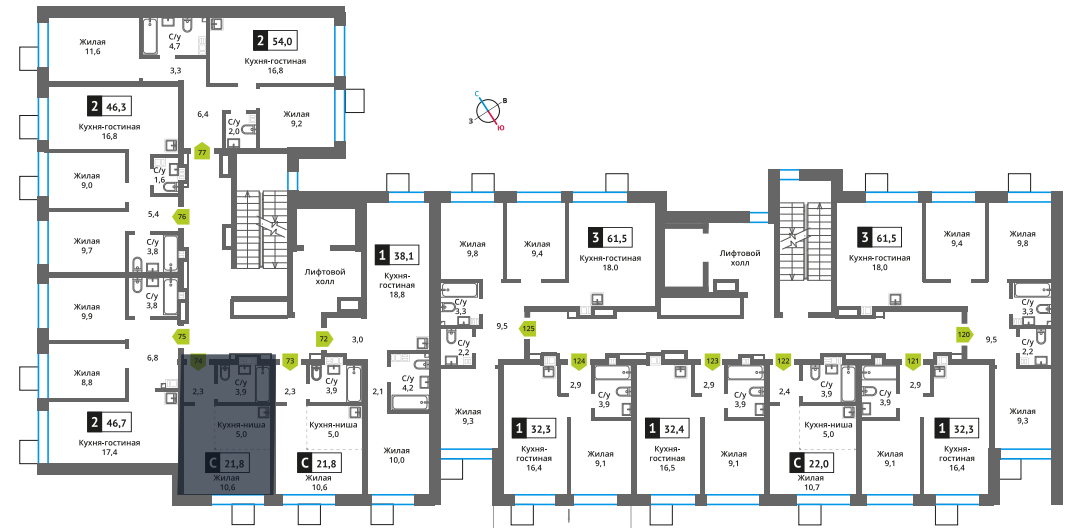 Жилая
11,6
С/у
4,7
3,3
2 54,0
Кухня-гостиная
16,8
6,4
С/у
2,0
Жилая
9,2
77
2 46,3
Кухня-гостиная
16,8
С/у
1,6
Жилая
9,0
5,4
76
Жилая
9,7
С/у
3,8
С/у
3,8
Жилая
9,9
75
6,8
Жилая
8,8
2 46,7
Кухня-гостиная
17,4
74
2,3
С/у
3,9
Кухня-ниша
5,0
С 21,8
Жилая
10,6
73
2,3
С/у
3,9
Кухня-ниша
5,0
С 21,8
Жилая
10,6
Лифтовой
холл
72
3,0
1 38,1
Кухня-
гостиная
18,8
2,1
С/у
4,2
Жилая
10,0
С
В
З
Ю
Жилая
9,8
Жилая
9,4
3 61,5
Кухня-гостиная
18,0
С/у
3,3
9,5
125
С/у
2,2
Жилая
9,3
124
2,9
С/у
3,9
1 32,3
Кухня-
гостиная
16,4
Жилая
9,1
123
2,9
С/у
3,9
1 32,4
Кухня-
гостиная
16,5
Жилая
9,1
Лифтовой
холл
122
2,4
С/у
3,9
Кухня-ниша
5,0
С 22,0
Жилая
10,7
121
2,9
С/у
3,9
1 32,3
Кухня-
гостиная
16,4
Жилая
9,1
3 61,5
Кухня-гостиная
18,0
Жилая
9,4
Жилая
9,8
С/у
3,3
120
9,5
С/у
2,2
Жилая
9,3